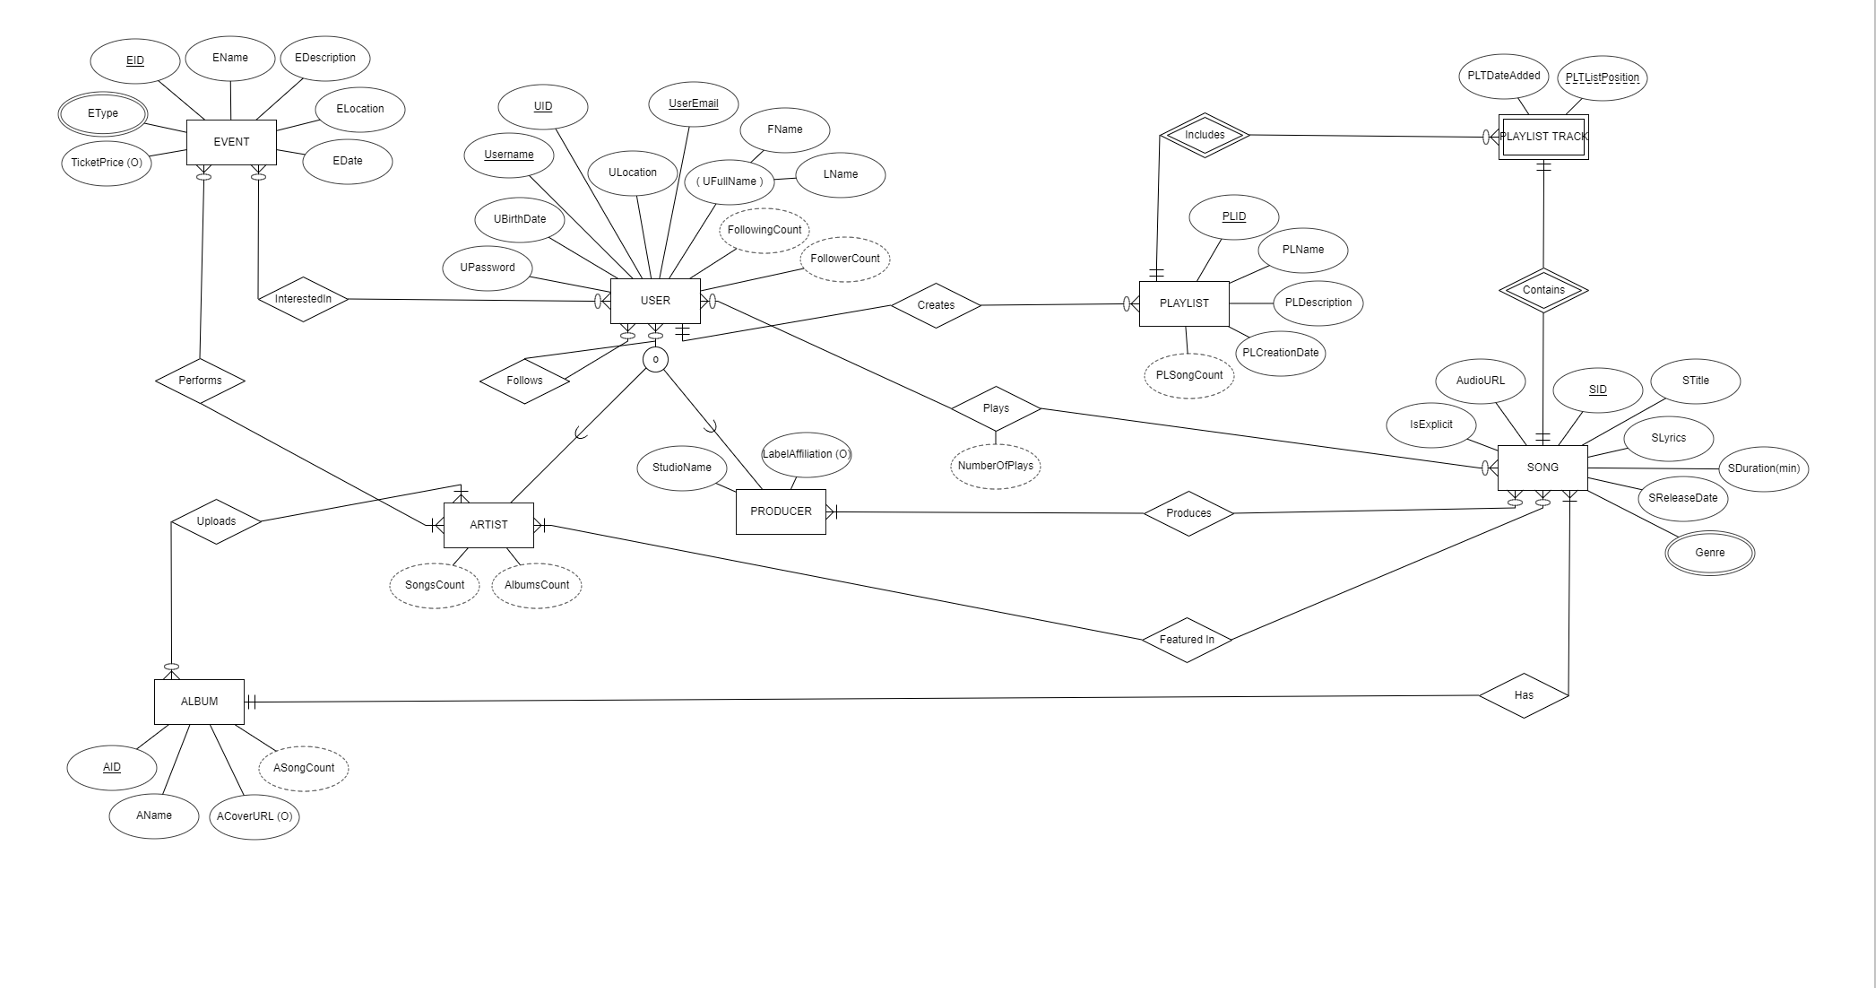 EID
EName
EDescription
EType
ELocation
EVENT
TicketPrice (O)
EDate
UID
UserEmail
FName
Username
ULocation
( UFullName )
LName
UBirthDate
FollowingCount
UPassword
FollowerCount
USER
InterestedIn
Performs
Follows
o
Creates
Includes
PLTDateAdded
PLTListPosition
PLAYLIST TRACK
PLID
PLName
PLAYLIST
PLDescription
PLCreationDate
PLSongCount
Contains
Plays
NumberOfPlays
AudioURL
SID
STitle
IsExplicit
SLyrics
SONG
SDuration(min)
SReleaseDate
Genre
StudioName
LabelAffiliation (O)
PRODUCER
Produces
Uploads
ARTIST
SongsCount
AlbumsCount
Featured In
ALBUM
Has
AID
ASongCount
AName
ACoverURL (O)